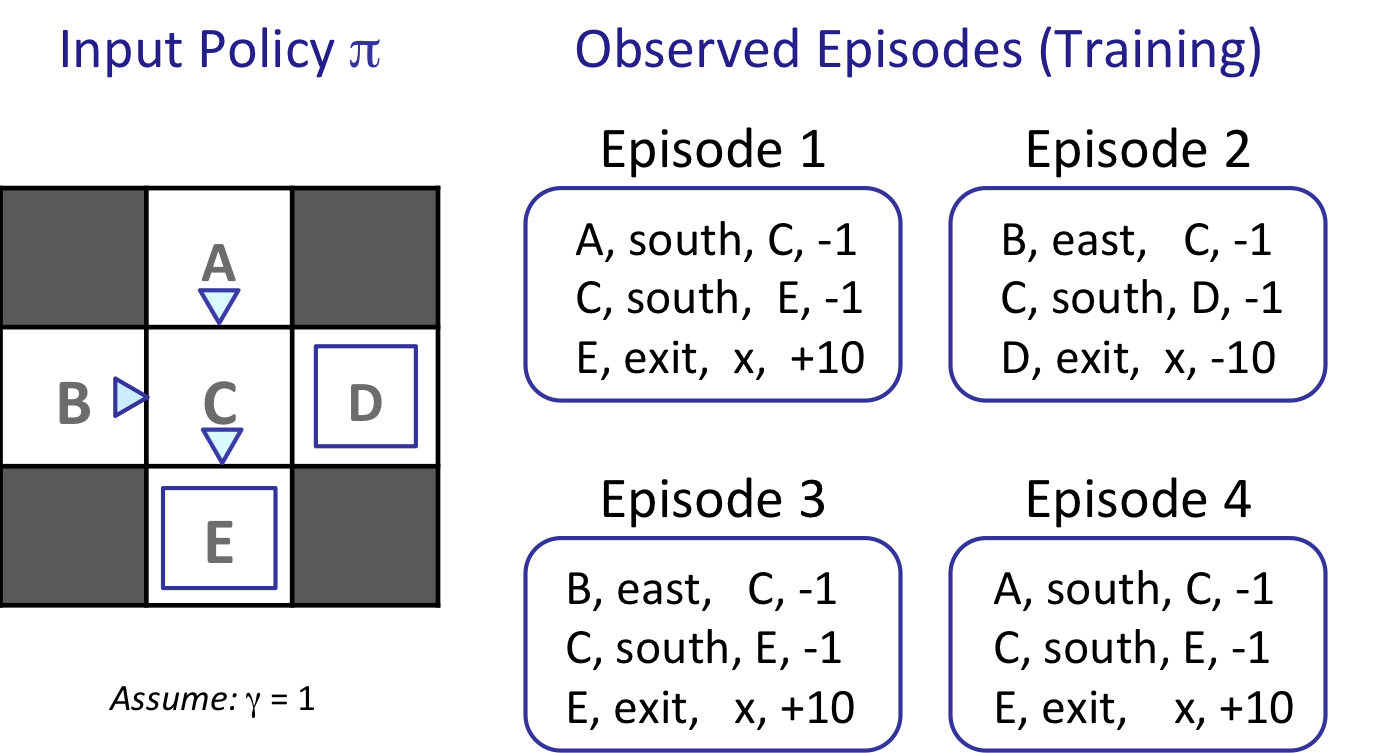 Input Policy π
Observed Episodes (Training)
A
B
C
D
E
Assume: γ = 1
Episode 1
A, south, C, -1
C, south, E, -1
E, exit, x, +10
Episode 2
B, east, C, -1
C, south, D, -1
D, exit, x, -10
Episode 3
B, east, C, -1
C, south, E, -1
E, exit, x, +10
Episode 4
A, south, C, -1
C, south, E, -1
E, exit, x, +10